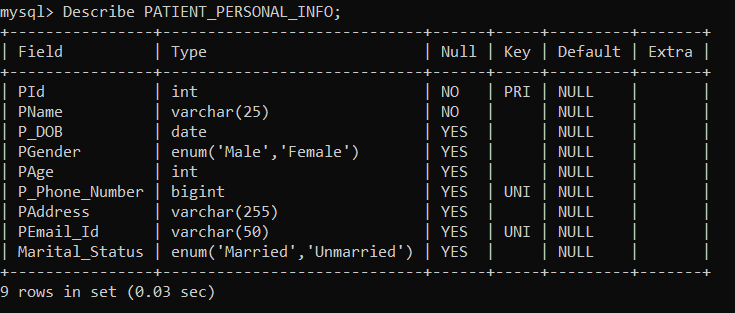 mysql> Describe PATIENT_PERSONAL_INFO;
+----------------+-----------------------------+------+-----+---------+-------+
| Field          | Type                        | Null | Key | Default | Extra |
+----------------+-----------------------------+------+-----+---------+-------+
| PId            | int                         | NO   | PRI | NULL    |       |
| PName          | varchar(25)                 | NO   |     | NULL    |       |
| P_DOB          | date                        | YES  |     | NULL    |       |
| PGender        | enum('Male','Female')       | YES  |     | NULL    |       |
| PAge           | int                         | YES  |     | NULL    |       |
| P_Phone_Number | bigint                      | YES  | UNI | NULL    |       |
| PAddress       | varchar(255)                | YES  |     | NULL    |       |
| PEmail_Id      | varchar(50)                 | YES  | UNI | NULL    |       |
| Marital_Status | enum('Married','Unmarried') | YES  |     | NULL    |       |
+----------------+-----------------------------+------+-----+---------+-------+
9 rows in set (0.03 sec)